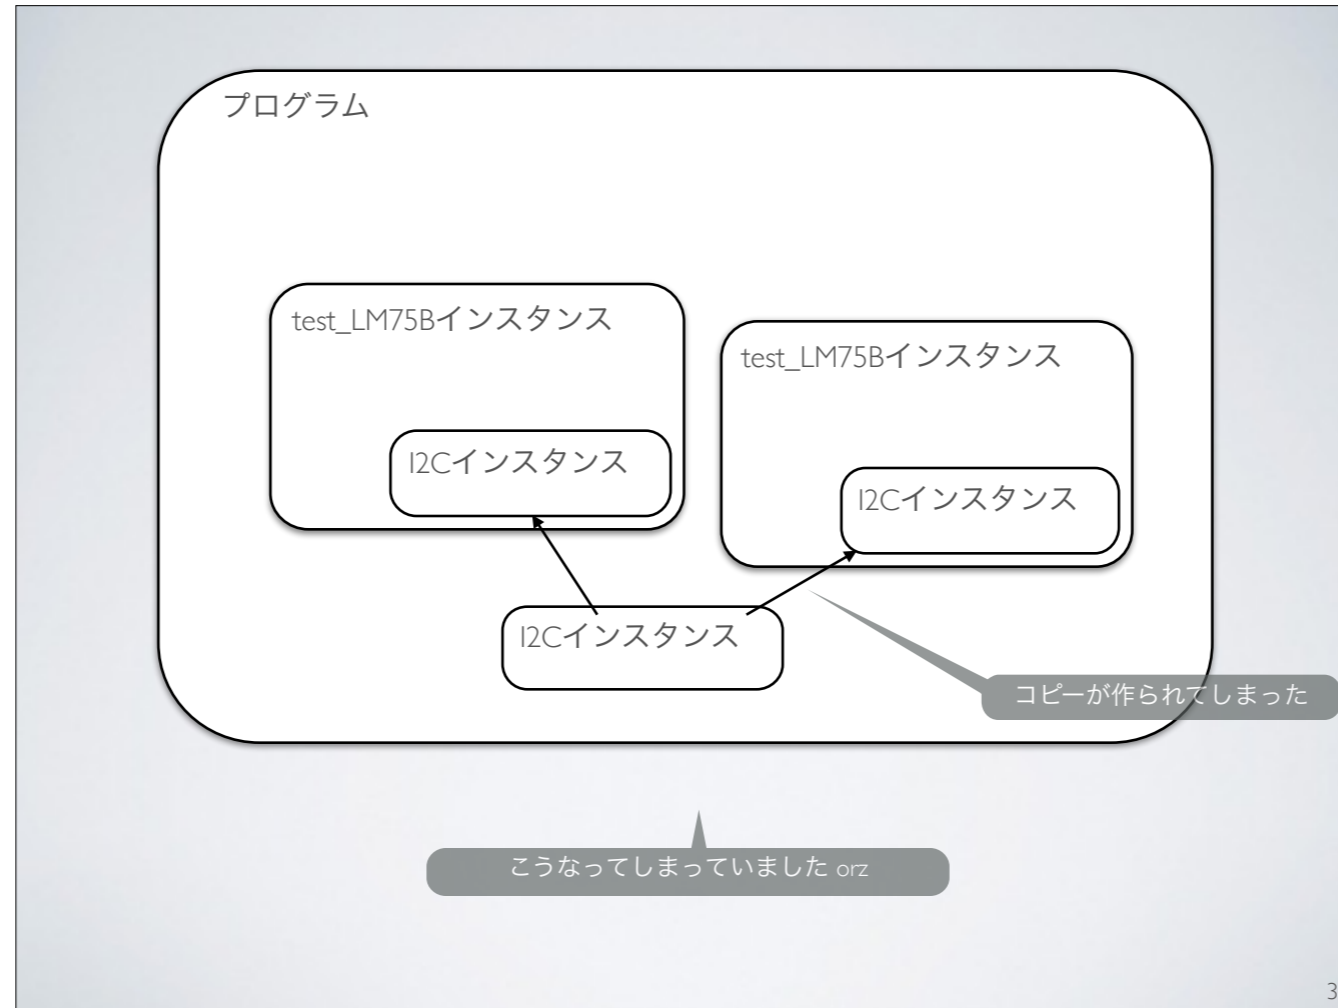 プログラム
test_LM75Bインスタンス
test_LM75Bインスタンス
I2Cインスタンス
I2Cインスタンス
I2Cインスタンス
コピーが作られてしまった
こうなってしまっていました orz
3